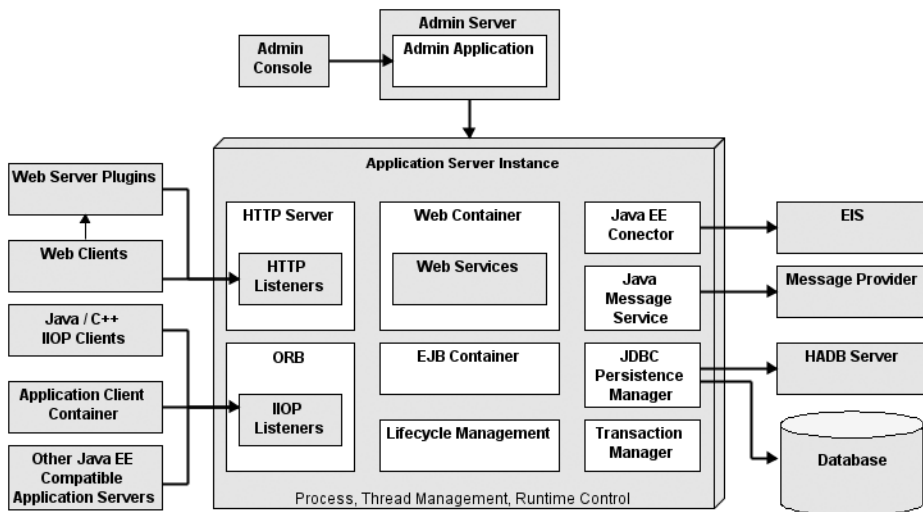 Admin Server
Admin
Console
Admin Application
Application Server Instance
Web Server Plugins
Web Clients
Java / C++
IIOP Clients
Application Client
Container
Other Java EE
Compatible
Application Servers
HTTP Server
HTTP
Listeners
ORB
IIOP
Listeners
Web Container
Web Services
EJB Container
Lifecycle Management
Java EE
Conector
Java
Message
Service
JDBC
Persistence
Manager
Transaction
Manager
EIS
Message Provider
HADB Server
Database
Process, Thread Management, Runtime Control